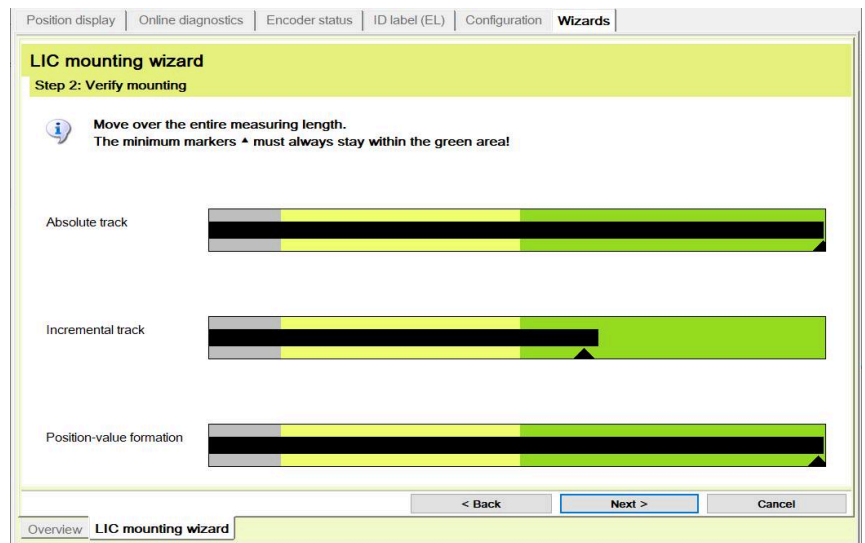 Position display Online diagnostics Encoder status ID label (EL) Configuration Wizards
LIC mounting wizard
Step 2: Verify mounting
Move over the entire measuring length.
The minimum markers ▲ must always stay within the green area!
Absolute track
Incremental track
Position-value formation
< Back Next > Cancel
Overview LIC mounting wizard